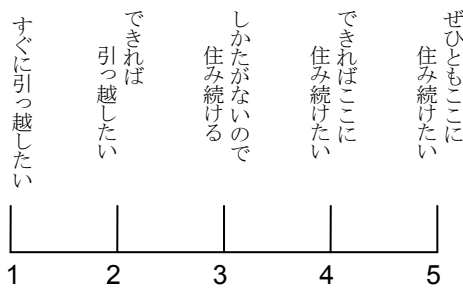 すぐに引っ越したい
できれば
引っ越したい
しかたがないので
住み続ける
できればここに
住み続けたい
ぜひともここに
住み続けたい
1 2 3 4 5